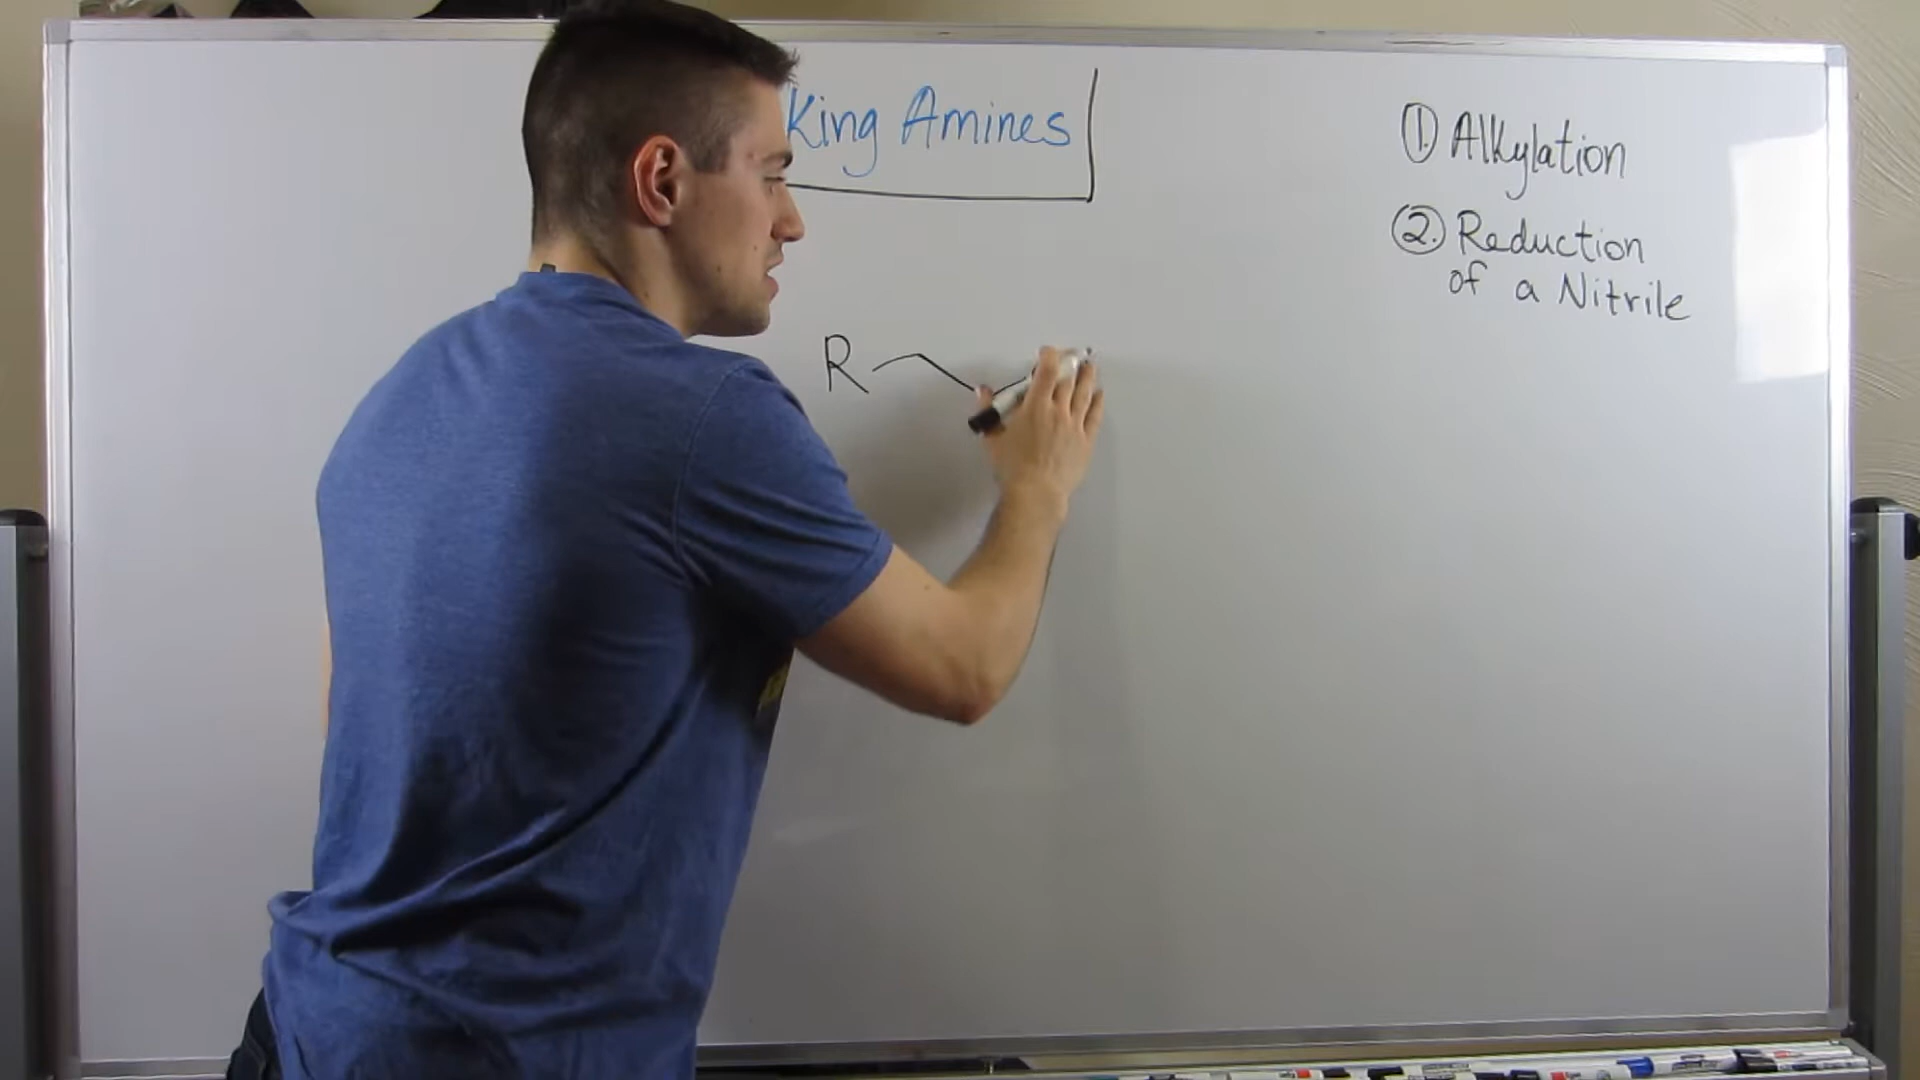 King Amines
① Alkylation
②. Reduction
of a Nitrile
R